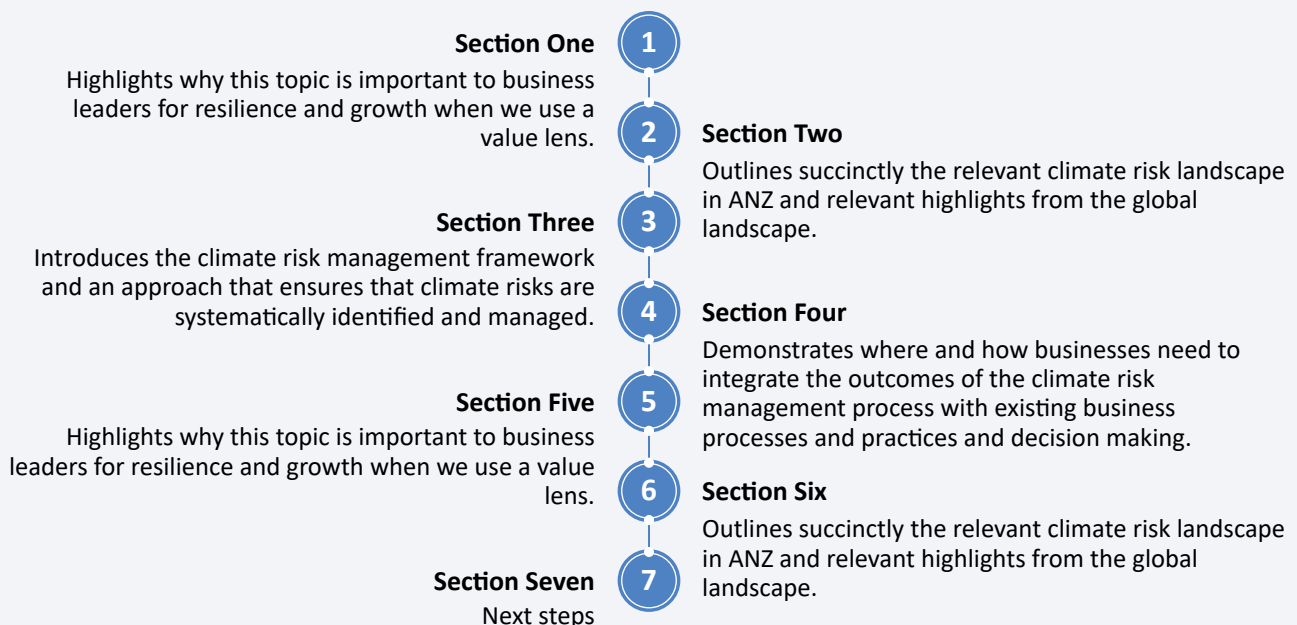 Section One
1
Highlights why this topic is important to business
leaders for resilience and growth when we use a
value lens.
2
Section Two
Outlines succinctly the relevant climate risk landscape
in ANZ and relevant highlights from the global
landscape.
Section Three
3
Introduces the climate risk management framework
and an approach that ensures that climate risks are
systematically identified and managed.
4
Section Four
Demonstrates where and how businesses need to
integrate the outcomes of the climate risk
management process with existing business
processes and practices and decision making.
Section Five
5
Highlights why this topic is important to business
leaders for resilience and growth when we use a value
lens.
6
Section Six
Outlines succinctly the relevant climate risk landscape
in ANZ and relevant highlights from the global
landscape.
Section Seven
7
Next steps